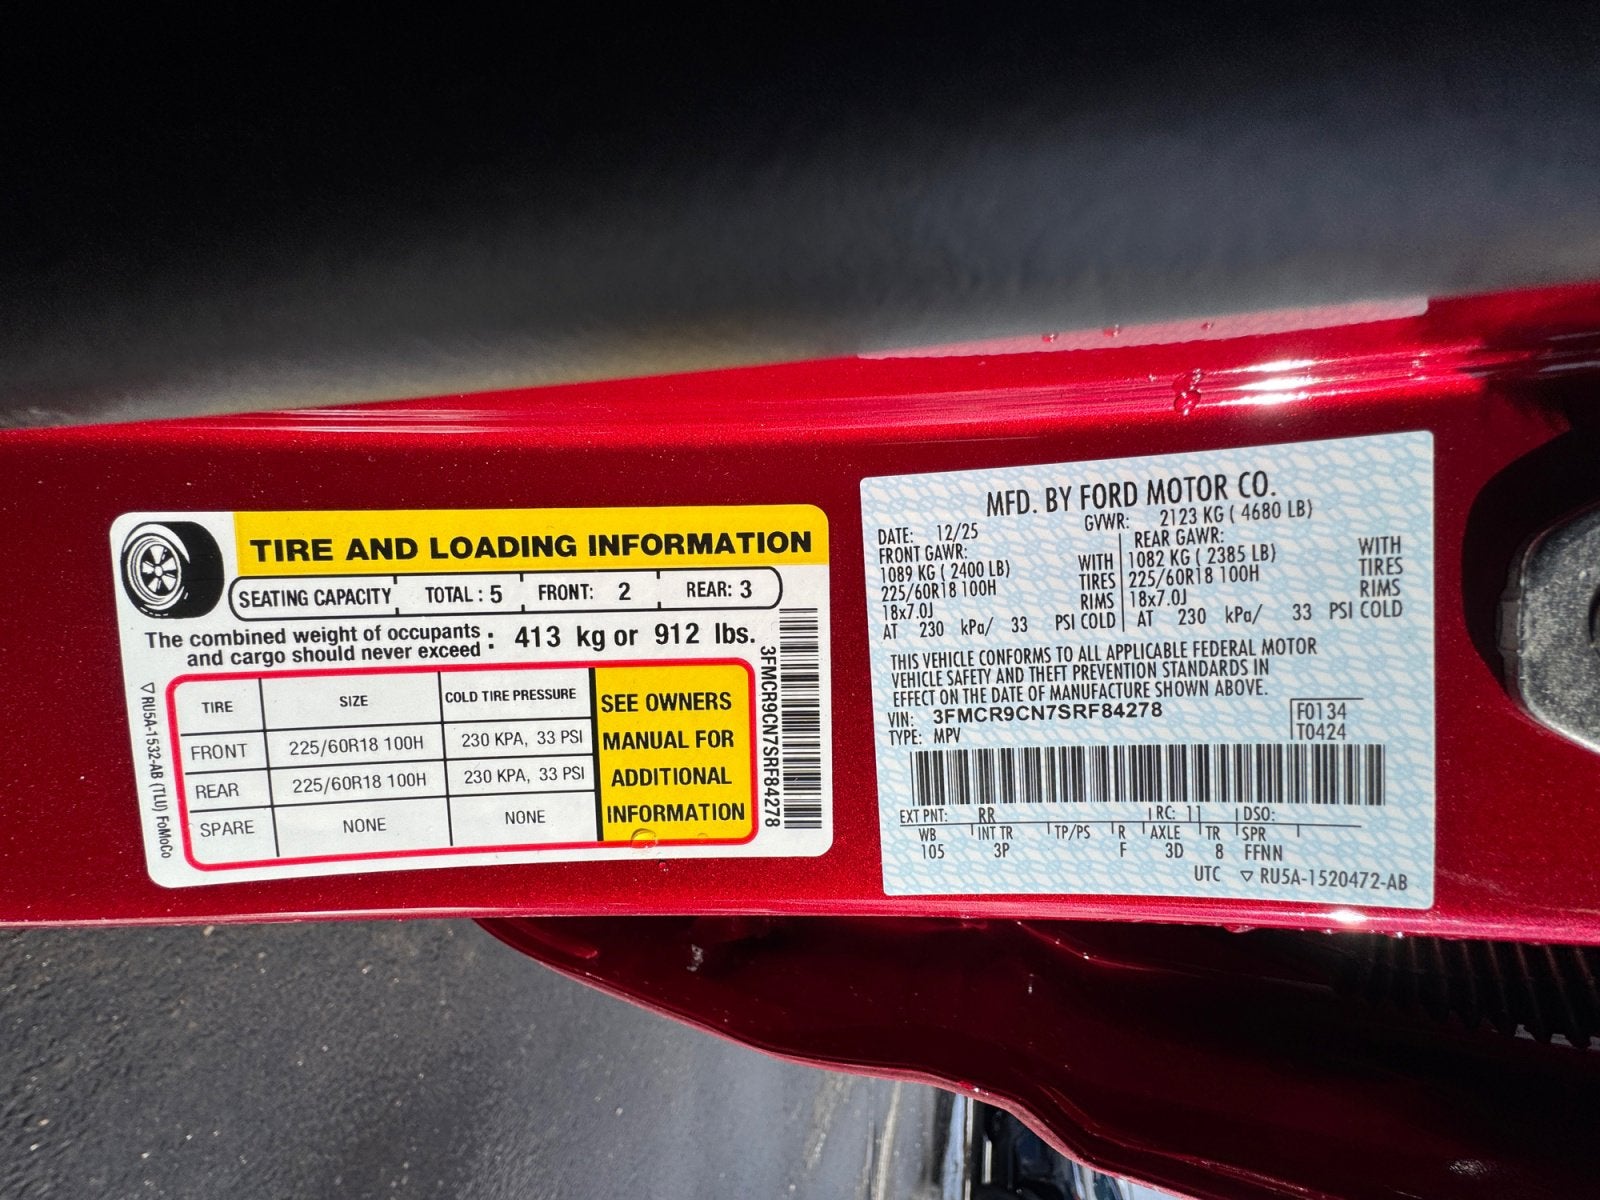 TIRE AND LOADING INFORMATION
SEATING CAPACITY TOTAL : 5 FRONT: 2 REAR: 3
The combined weight of occupants
and cargo should never exceed : 413 kg or 912 lbs.
TIRE SIZE COLD TIRE PRESSURE
FRONT 225/60R18 100H 230 KPA, 33 PSI
REAR 225/60R18 100H 230 KPA, 33 PSI
SPARE NONE NONE
SEE OWNERS
MANUAL FOR
ADDITIONAL
INFORMATION
3FMCR9CN7SRF84278
RU5A-1532-AB (TLU) FoMoCo
MFD. BY FORD MOTOR CO.
DATE: 12/25 GVWR: 2123 KG ( 4680 LB)
FRONT GAWR:
1089 KG ( 2400 LB) WITH
225/60R18 100H TIRES
18x7.0J RIMS
AT 230 kPa/ 33 PSI COLD
REAR GAWR:
1082 KG ( 2385 LB) WITH
225/60R18 100H TIRES
18x7.0J RIMS
AT 230 kPa/ 33 PSI COLD
THIS VEHICLE CONFORMS TO ALL APPLICABLE FEDERAL MOTOR
VEHICLE SAFETY AND THEFT PREVENTION STANDARDS IN
EFFECT ON THE DATE OF MANUFACTURE SHOWN ABOVE.
VIN: 3FMCR9CN7SRF84278 F0134
TYPE: MPV T0424
EXT PNT: RR RC: 11 DSO:
WB INT TR TP/PS R AXLE TR SPR
105 3P F 3D 8 FFNN
UTC RU5A-1520472-AB